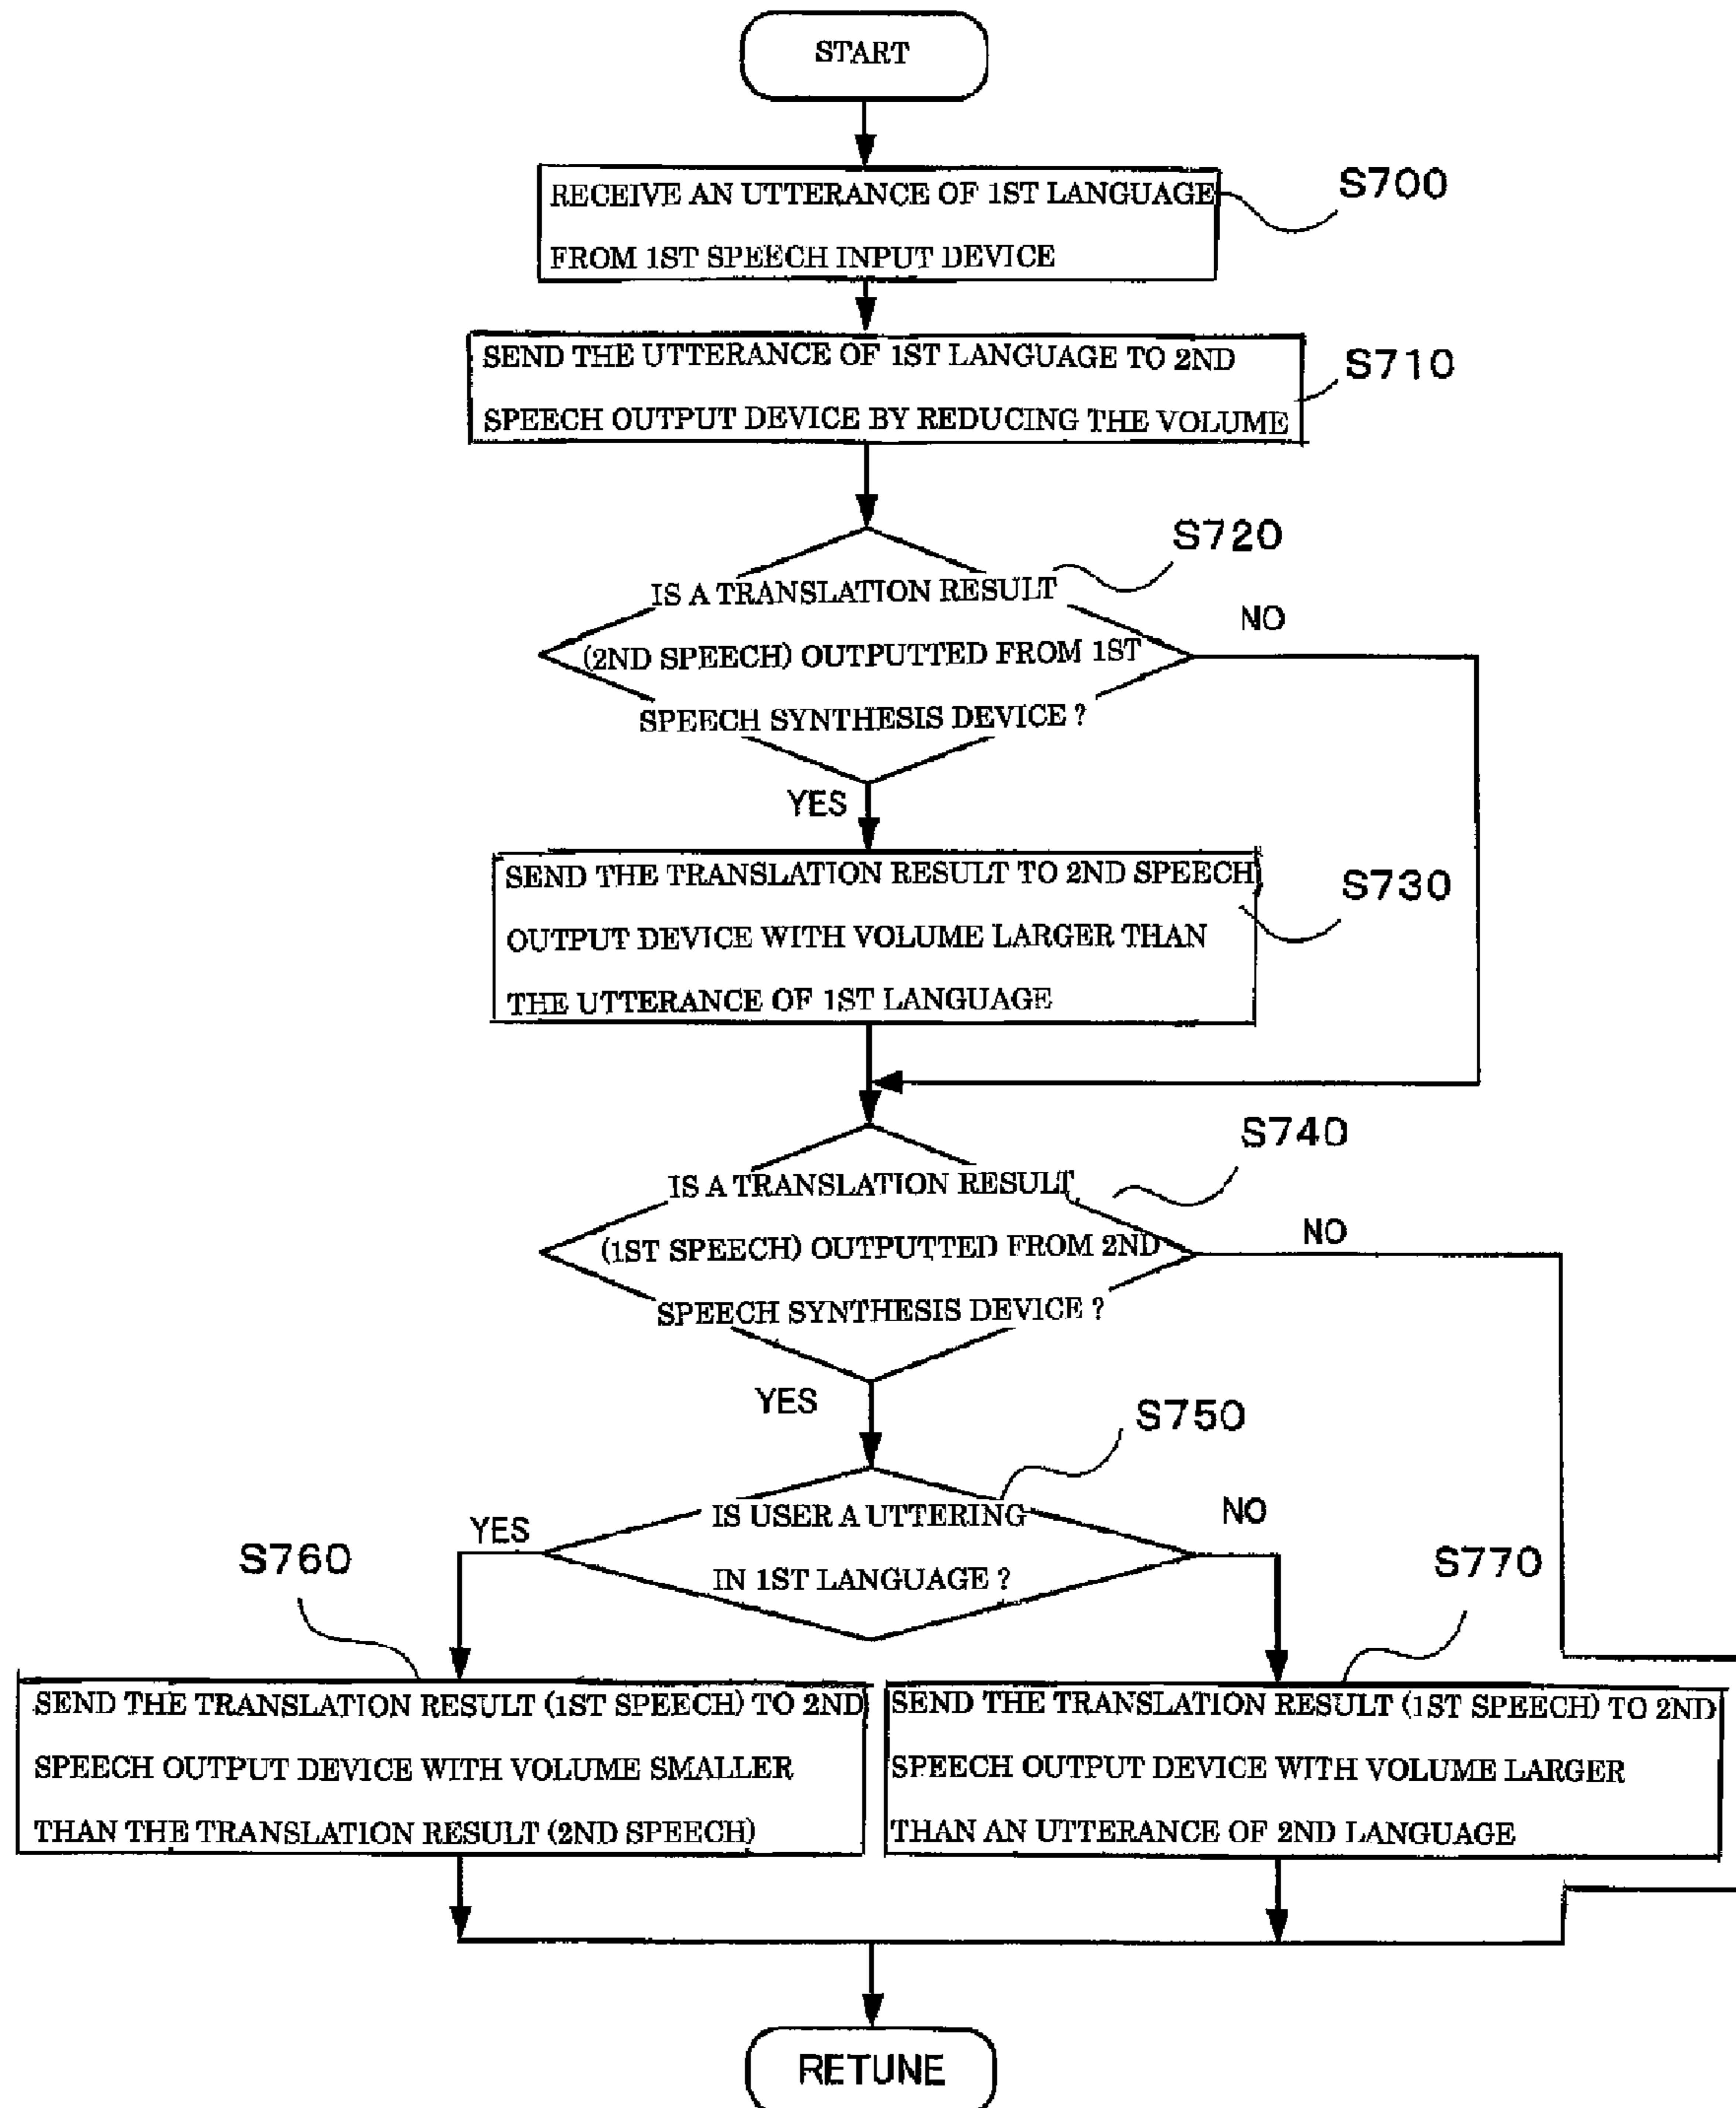 START
RECEIVE AN UTTERANCE OF 1ST LANGUAGE
FROM 1ST SPEECH INPUT DEVICE
S700
SEND THE UTTERANCE OF 1ST LANGUAGE TO 2ND
SPEECH OUTPUT DEVICE BY REDUCING THE VOLUME
S710
S720
IS A TRANSLATION RESULT
(2ND SPEECH) OUTPUTTED FROM 1ST
SPEECH SYNTHESIS DEVICE ?
NO
YES
SEND THE TRANSLATION RESULT TO 2ND SPEECH
OUTPUT DEVICE WITH VOLUME LARGER THAN
THE UTTERANCE OF 1ST LANGUAGE
S730
S740
IS A TRANSLATION RESULT
(1ST SPEECH) OUTPUTTED FROM 2ND
SPEECH SYNTHESIS DEVICE ?
NO
YES
S750
IS USER A UTTERING
IN 1ST LANGUAGE ?
YES
NO
S760
S770
SEND THE TRANSLATION RESULT (1ST SPEECH) TO 2ND
SPEECH OUTPUT DEVICE WITH VOLUME SMALLER
THAN THE TRANSLATION RESULT (2ND SPEECH)
SEND THE TRANSLATION RESULT (1ST SPEECH) TO 2ND
SPEECH OUTPUT DEVICE WITH VOLUME LARGER
THAN AN UTTERANCE OF 2ND LANGUAGE
RETUNE